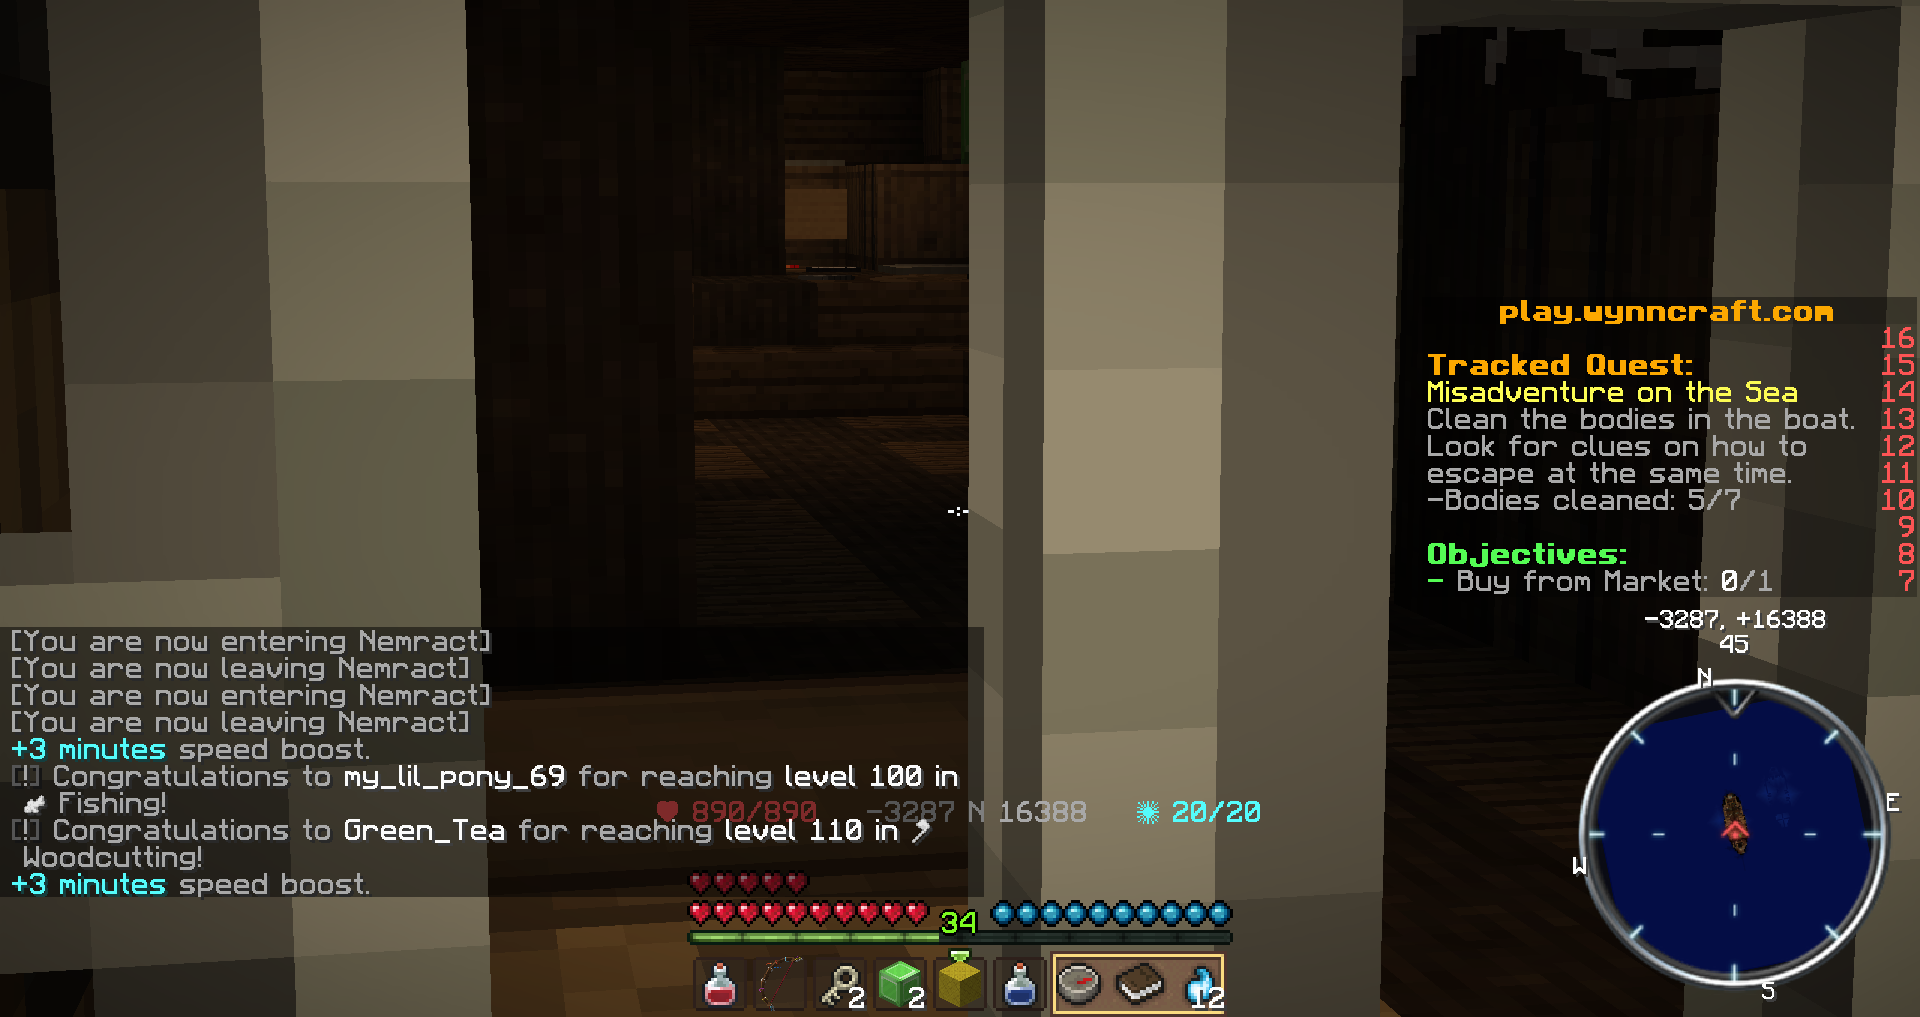 play.wynncraft.com
16
Tracked Quest: 15
Misadventure on the Sea 14
Clean the bodies in the boat. 13
Look for clues on how to 12
escape at the same time. 11
-Bodies cleaned: 5/7 10
9
Objectives: 8
- Buy from Market: 0/1 7
-3287, +16388
45
N
E
W
S
[You are now entering Nemract]
[You are now leaving Nemract]
[You are now entering Nemract]
[You are now leaving Nemract]
+3 minutes speed boost.
[!] Congratulations to my_lil_pony_69 for reaching level 100 in
Fishing!
[!] Congratulations to Green_Tea for reaching level 110 in
Woodcutting!
+3 minutes speed boost.
890/890 -3287 N 16388 20/20
34
2 2 12